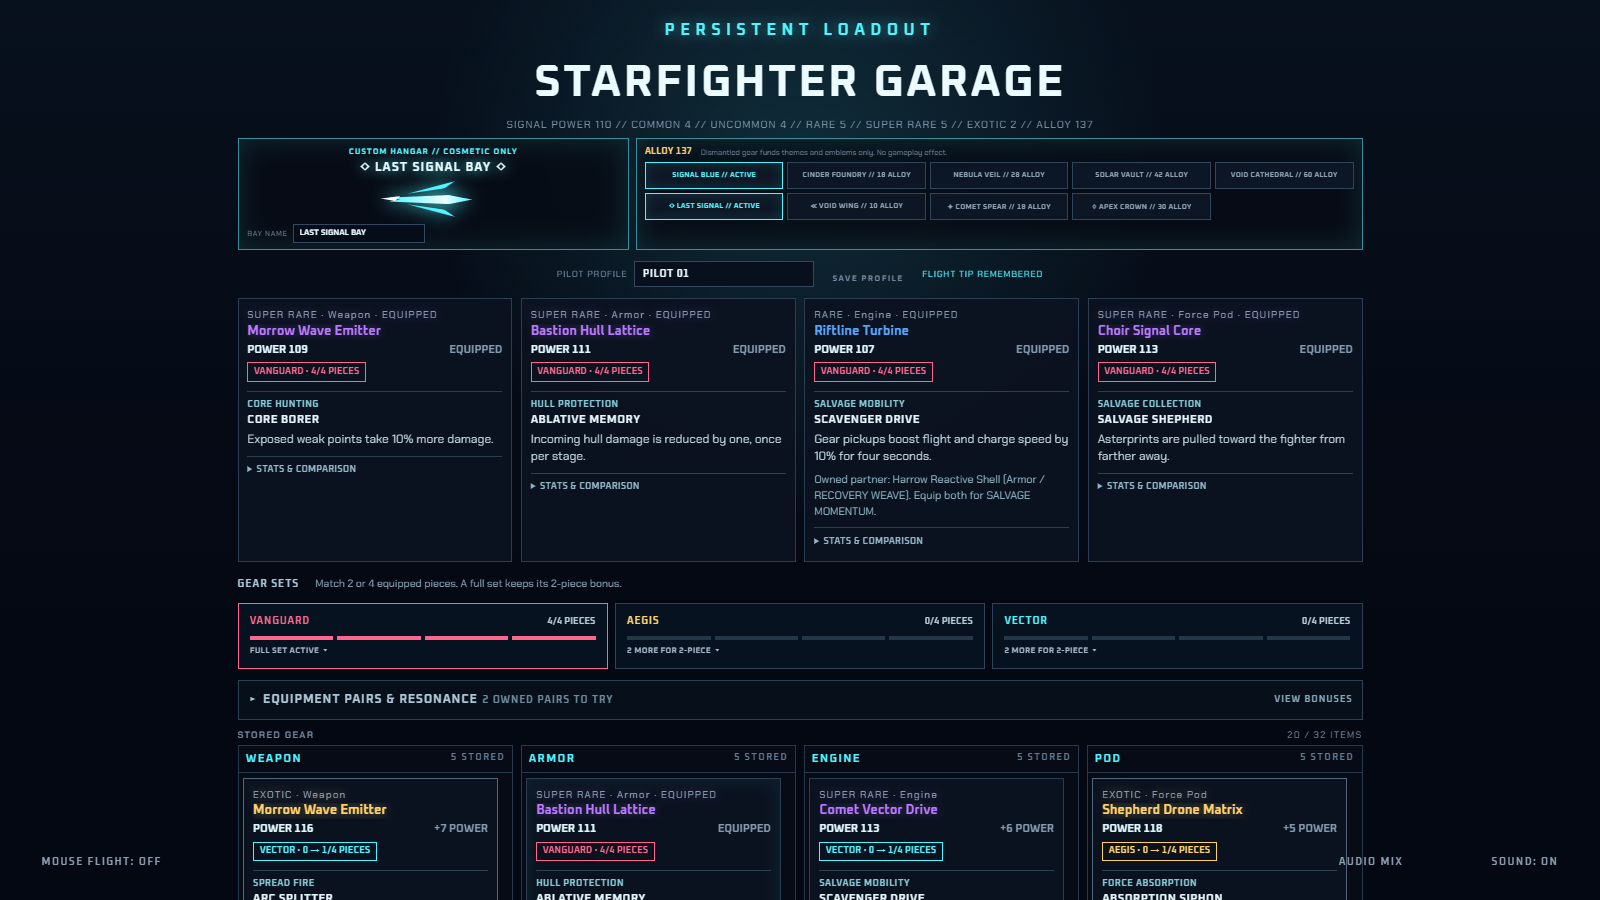 PERSISTENT LOADOUT
STARFIGHTER GARAGE
SIGNAL POWER 110 // COMMON 4 // UNCOMMON 4 // RARE 5 // SUPER RARE 5 // EXOTIC 2 // ALLOY 137
CUSTOM HANGAR // COSMETIC ONLY
◇ LAST SIGNAL BAY ◇
BAY NAME LAST SIGNAL BAY
ALLOY 137 Dismantled gear funds themes and emblems only. No gameplay effect.
SIGNAL BLUE // ACTIVE CINDER FOUNDRY // 18 ALLOY NEBULA VEIL // 28 ALLOY SOLAR VAULT // 42 ALLOY VOID CATHEDRAL // 60 ALLOY
◇ LAST SIGNAL // ACTIVE ≪ VOID WING // 10 ALLOY ✦ COMET SPEAR // 18 ALLOY ◊ APEX CROWN // 30 ALLOY
PILOT PROFILE PILOT 01 SAVE PROFILE FLIGHT TIP REMEMBERED
SUPER RARE · Weapon · EQUIPPED
Morrow Wave Emitter
POWER 109 EQUIPPED
VANGUARD · 4/4 PIECES
CORE HUNTING
CORE BORER
Exposed weak points take 10% more damage.
▸ STATS & COMPARISON
SUPER RARE · Armor · EQUIPPED
Bastion Hull Lattice
POWER 111 EQUIPPED
VANGUARD · 4/4 PIECES
HULL PROTECTION
ABLATIVE MEMORY
Incoming hull damage is reduced by one, once
per stage.
▸ STATS & COMPARISON
RARE · Engine · EQUIPPED
Riftline Turbine
POWER 107 EQUIPPED
VANGUARD · 4/4 PIECES
SALVAGE MOBILITY
SCAVENGER DRIVE
Gear pickups boost flight and charge speed by
10% for four seconds.
Owned partner: Harrow Reactive Shell (Armor /
RECOVERY WEAVE). Equip both for SALVAGE
MOMENTUM.
▸ STATS & COMPARISON
SUPER RARE · Force Pod · EQUIPPED
Choir Signal Core
POWER 113 EQUIPPED
VANGUARD · 4/4 PIECES
SALVAGE COLLECTION
SALVAGE SHEPHERD
Asterprints are pulled toward the fighter from
farther away.
▸ STATS & COMPARISON
GEAR SETS Match 2 or 4 equipped pieces. A full set keeps its 2-piece bonus.
VANGUARD 4/4 PIECES
FULL SET ACTIVE ▾
AEGIS 0/4 PIECES
2 MORE FOR 2-PIECE ▾
VECTOR 0/4 PIECES
2 MORE FOR 2-PIECE ▾
▸ EQUIPMENT PAIRS & RESONANCE 2 OWNED PAIRS TO TRY VIEW BONUSES
STORED GEAR 20 / 32 ITEMS
WEAPON 5 STORED
EXOTIC · Weapon
Morrow Wave Emitter
POWER 116 +7 POWER
VECTOR · 0 → 1/4 PIECES
SPREAD FIRE
ARC SPLITTER
ARMOR 5 STORED
SUPER RARE · Armor · EQUIPPED
Bastion Hull Lattice
POWER 111 EQUIPPED
VANGUARD · 4/4 PIECES
HULL PROTECTION
ABLATIVE MEMORY
ENGINE 5 STORED
SUPER RARE · Engine
Comet Vector Drive
POWER 113 +6 POWER
VECTOR · 0 → 1/4 PIECES
SALVAGE MOBILITY
SCAVENGER DRIVE
POD 5 STORED
EXOTIC · Force Pod
Shepherd Drone Matrix
POWER 118 +5 POWER
AEGIS · 0 → 1/4 PIECES
FORCE ABSORPTION
ABSORPTION SIPHON
MOUSE FLIGHT: OFF AUDIO MIX SOUND: ON